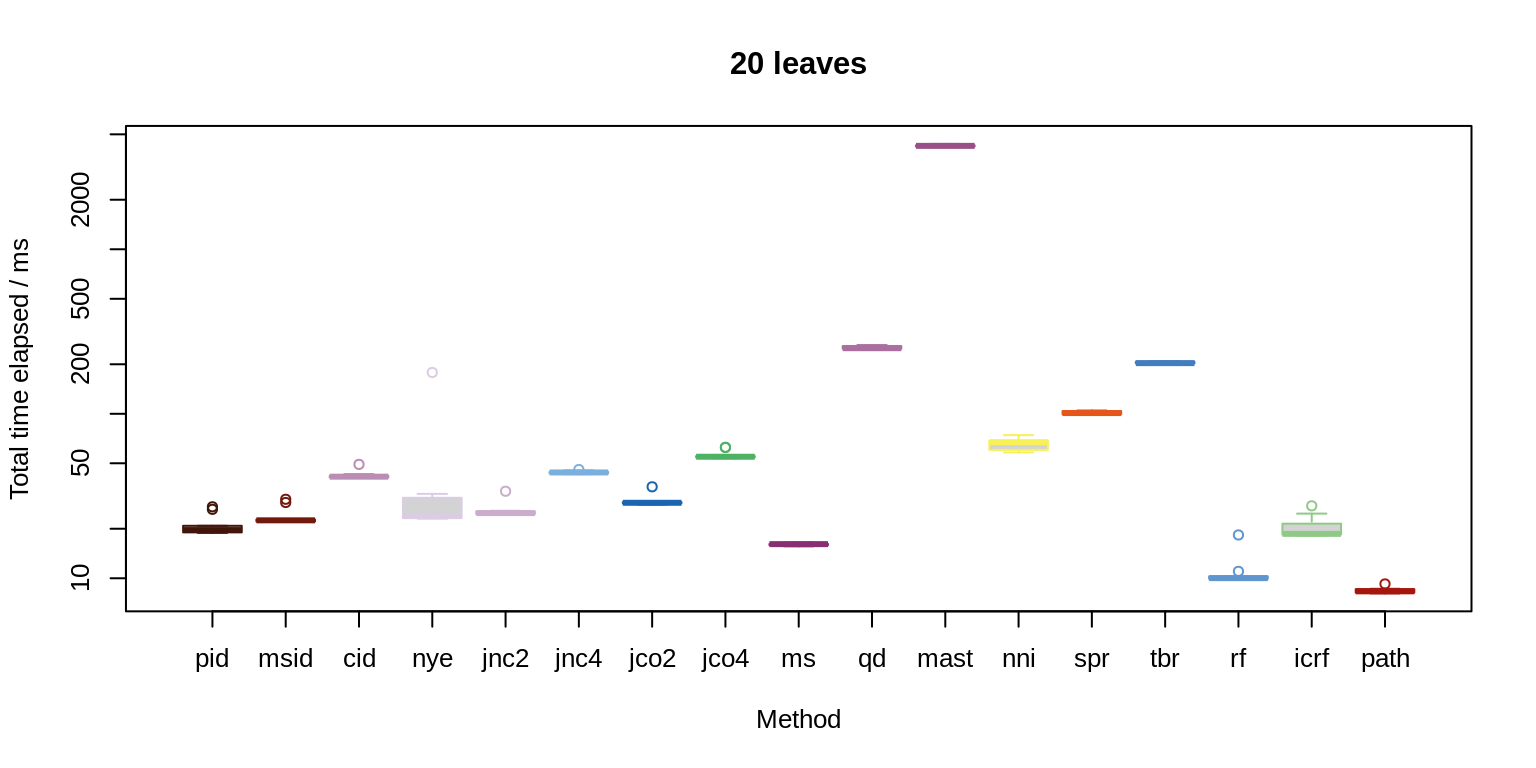 20 leaves
Total time elapsed / ms
2000
500
200
50
10
pid msid cid nye jnc2 jnc4 jco2 jco4 ms qd mast nni spr tbr rf icrf path
Method